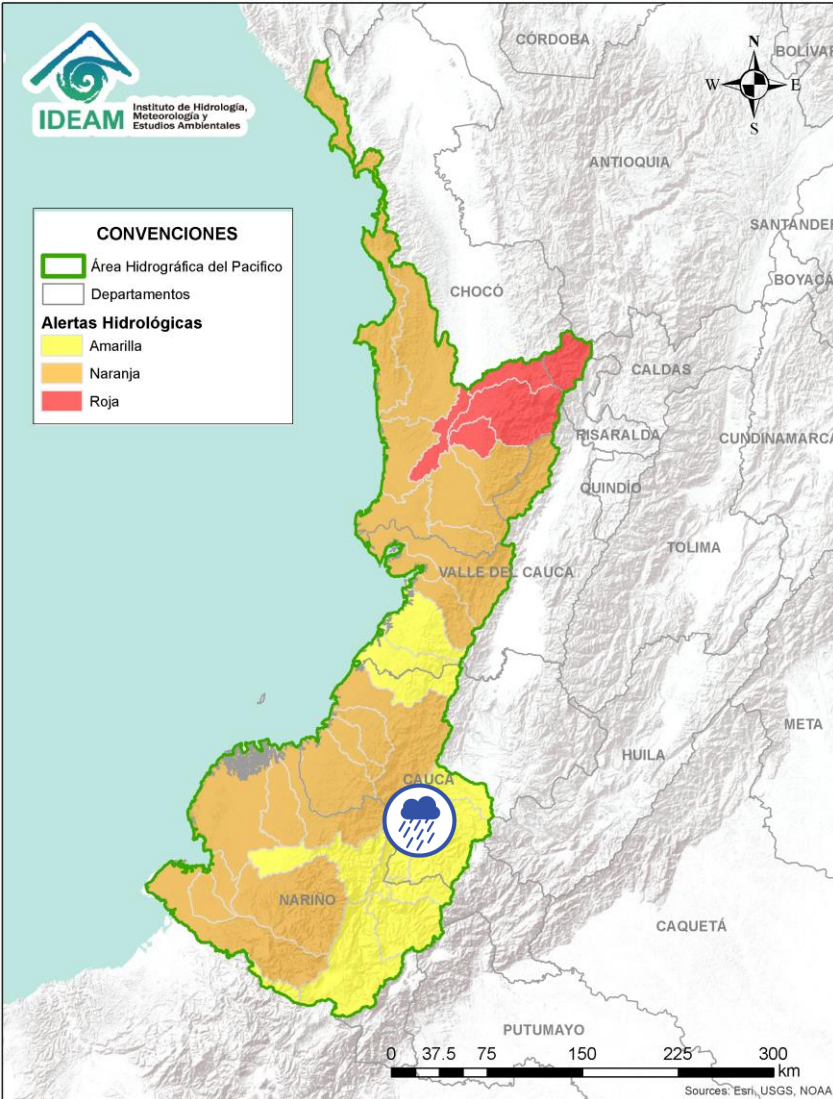 IDEAM
Instituto de Hidrología,
Meteorología y
Estudios Ambientales
N
W
E
S
CÓRDOBA
BOLÍVAR
ANTIOQUIA
SANTANDER
BOYACÁ
CONVENCIONES
Área Hidrográfica del Pacifico
Departamentos
Alertas Hidrológicas
Amarilla
Naranja
Roja
CHOCÓ
CALDAS
RISARALDA
CUNDINAMARCA
QUINDÍO
TOLIMA
VALLE DEL CAUCA
META
HUILA
CAUCA
NARIÑO
CAQUETÁ
PUTUMAYO
0 37.5 75 150 225 300
km
Sources: Esri, USGS, NOAA